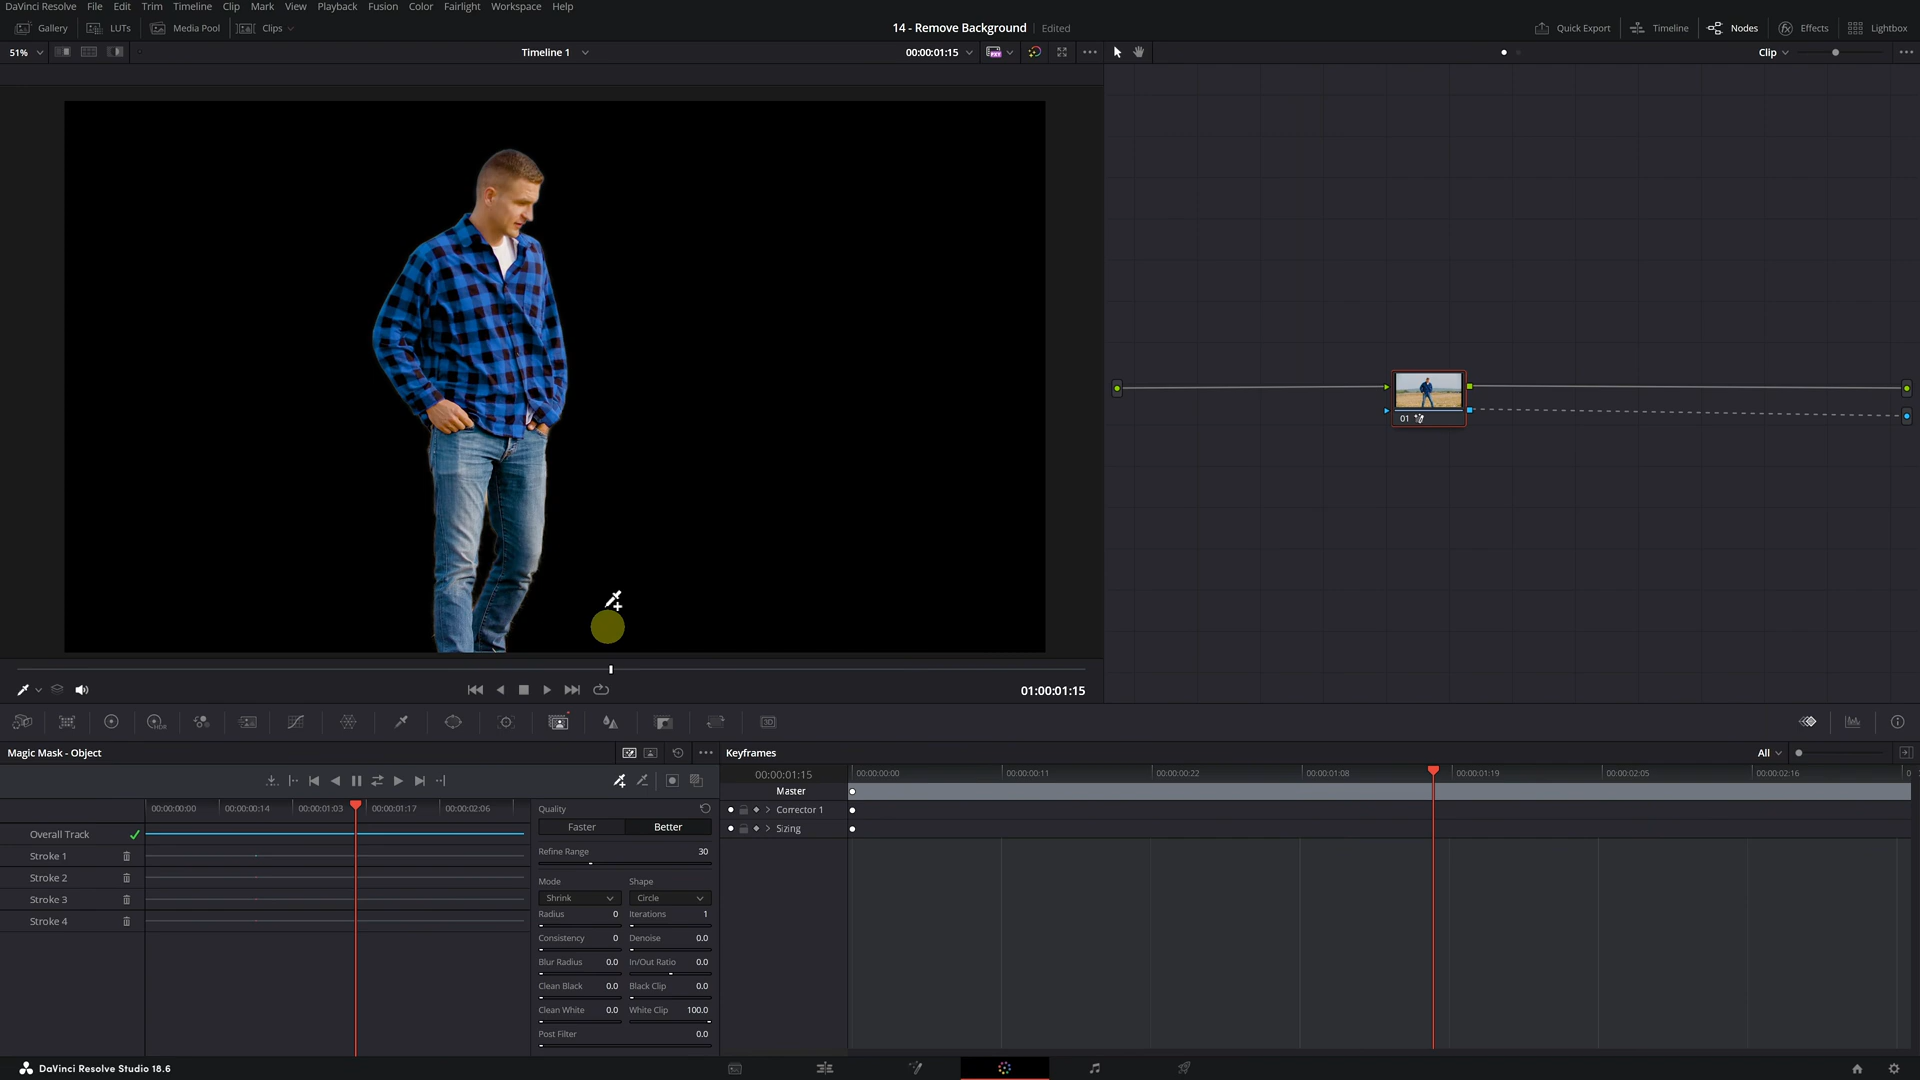 DaVinci Resolve File Edit Trim Timeline Clip Mark View Playback Fusion Color Fairlight Workspace Help
Gallery LUTs Media Pool Clips 14 - Remove Background Edited Quick Export Timeline Nodes Effects Lightbox
51% Timeline 1 00:00:01:15 Clip
01
01:00:01:15
Magic Mask - Object Keyframes All
00:00:01:15 00:00:00:00 00:00:00:11 00:00:00:22 00:00:01:08 00:00:01:19 00:00:02:05 00:00:02:16
Master
Corrector 1
Sizing
00:00:00:00 00:00:00:14 00:00:01:03 00:00:01:17 00:00:02:06
Overall Track
Stroke 1
Stroke 2
Stroke 3
Stroke 4
Quality
Faster Better
Refine Range 30
Mode Shape
Shrink Circle
Radius 0 Iterations 1
Consistency 0 Denoise 0.0
Blur Radius 0.0 In/Out Ratio 0.0
Clean Black 0.0 Black Clip 0.0
Clean White 0.0 White Clip 100.0
Post Filter 0.0
DaVinci Resolve Studio 18.6